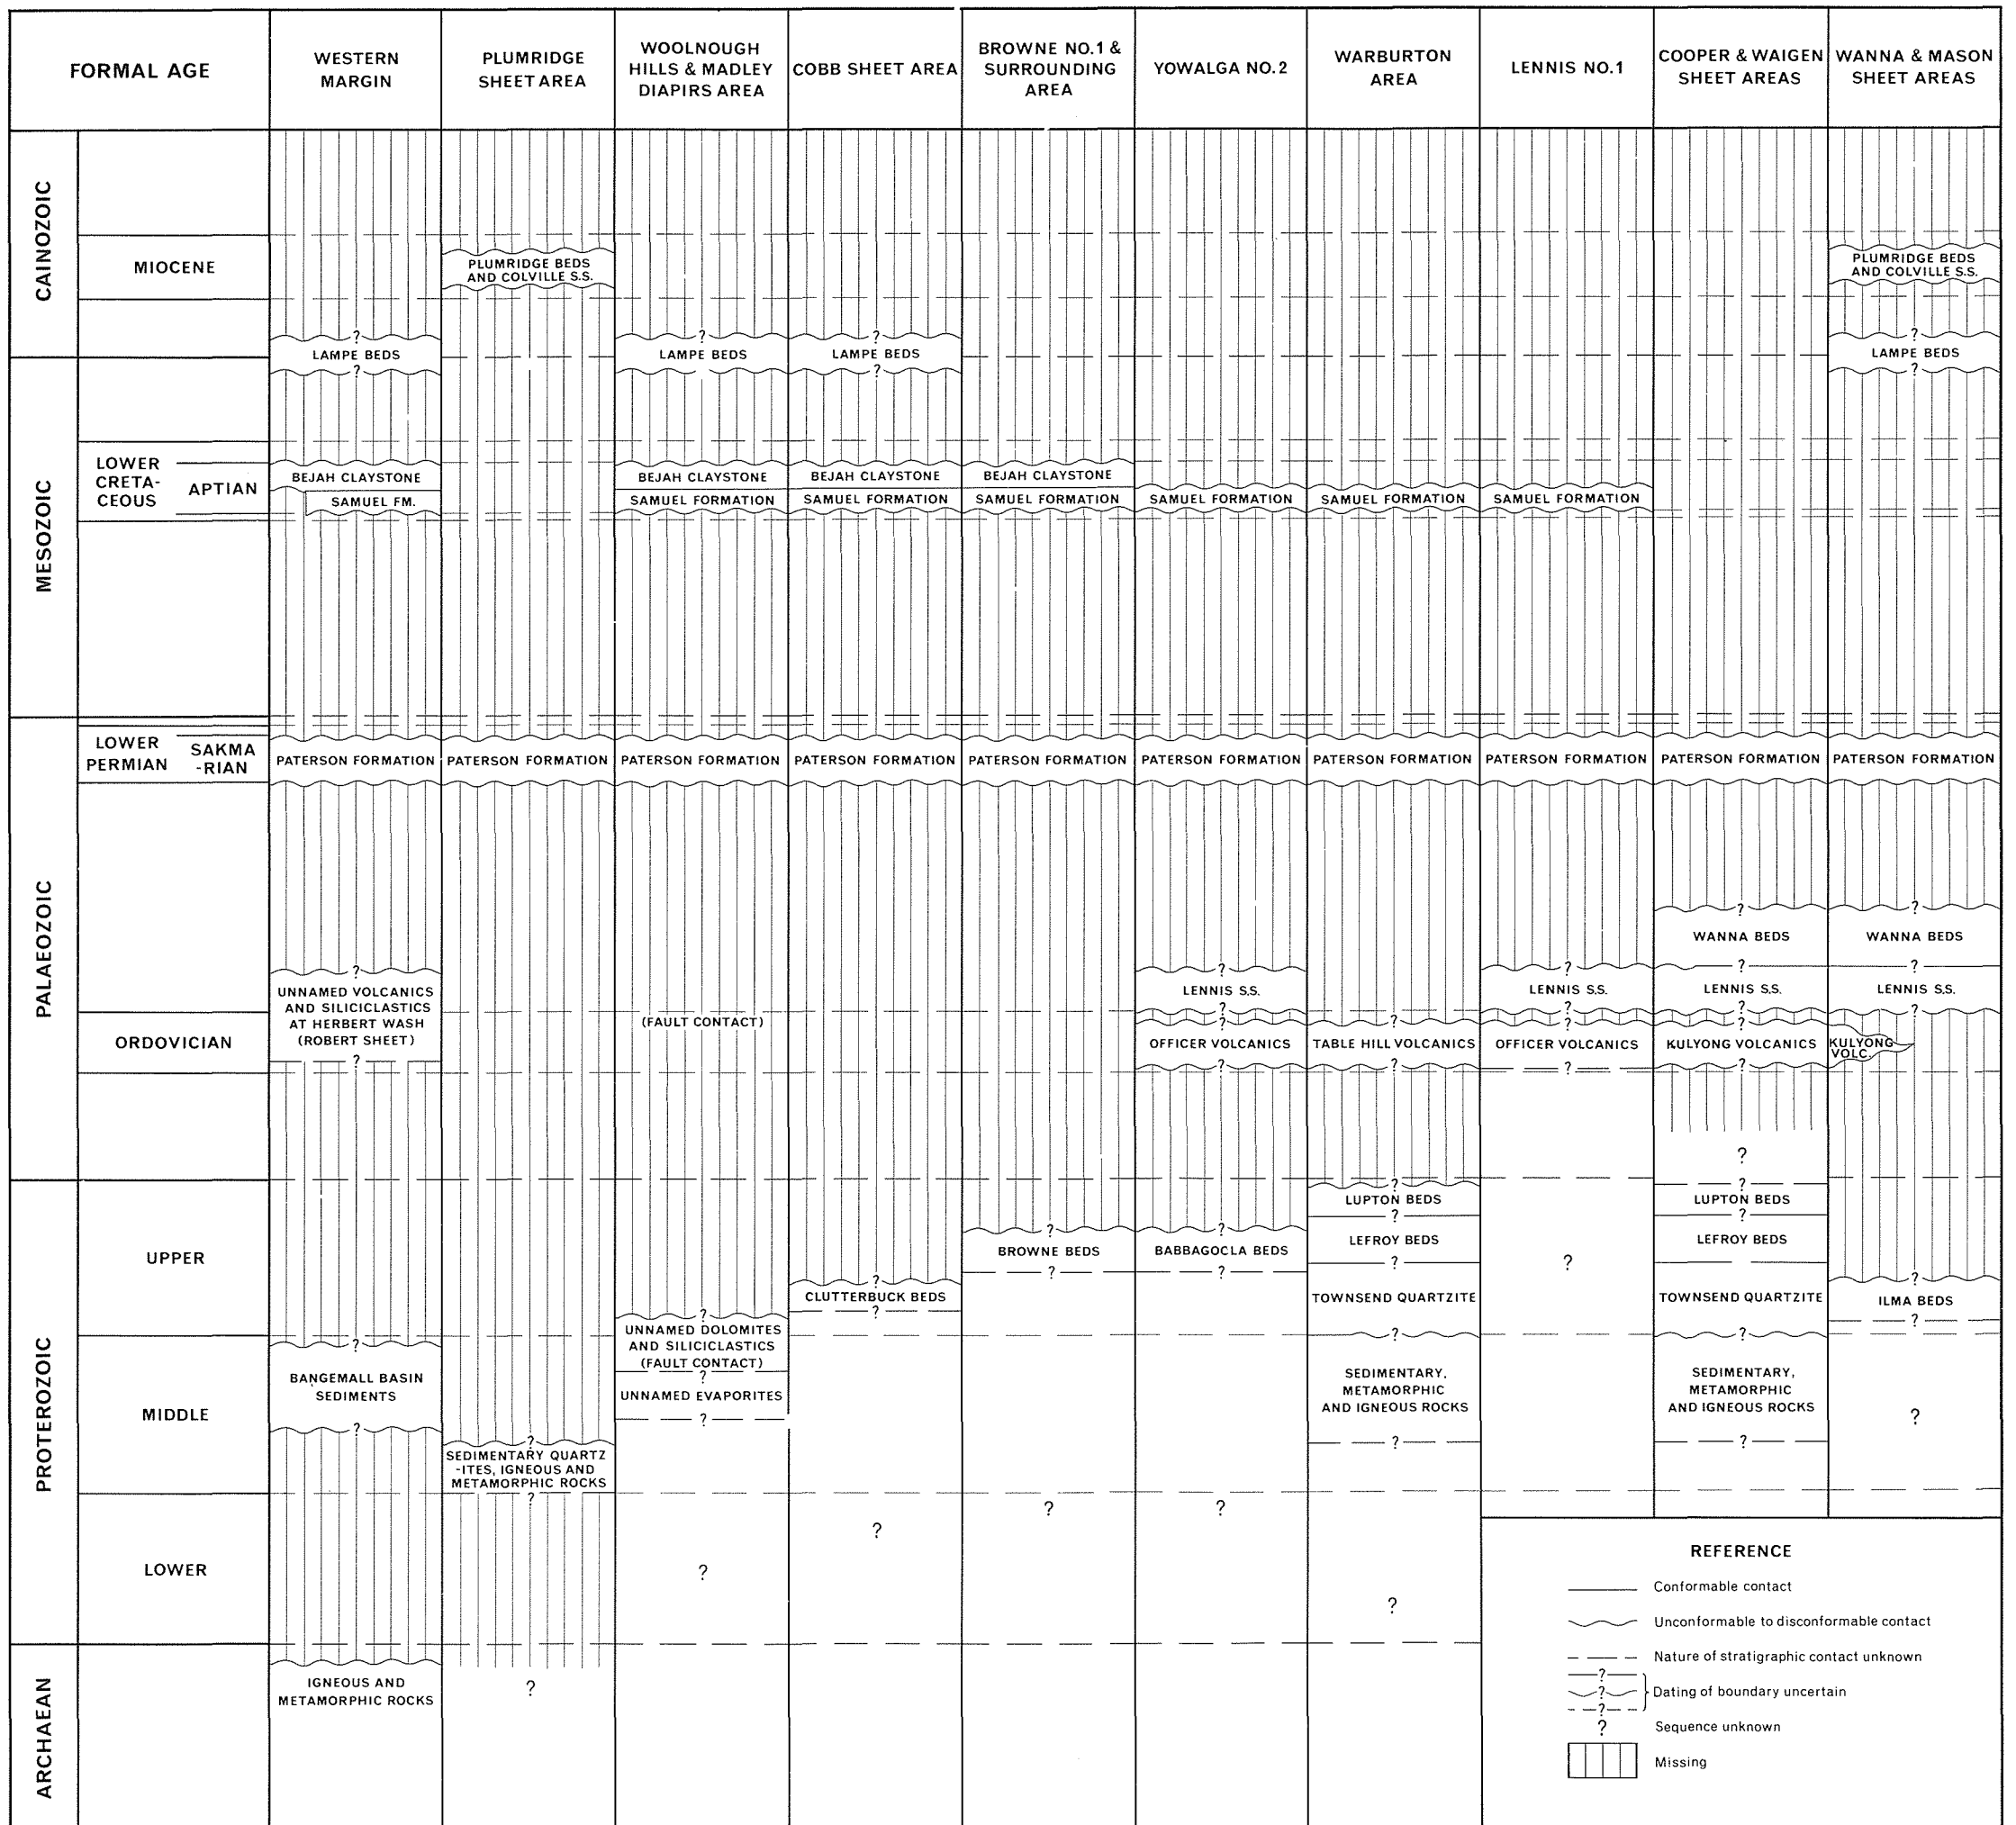 FORMAL AGE
WESTERN
MARGIN
PLUMRIDGE
SHEET AREA
WOOLNOUGH
HILLS & MADLEY
DIAPIRS AREA
COBB SHEET AREA
BROWNE NO.1 &
SURROUNDING
AREA
YOWALGA NO.2
WARBURTON
AREA
LENNIS NO.1
COOPER & WAIGEN
SHEET AREAS
WANNA & MASON
SHEET AREAS
CAINOZOIC
MIOCENE
PLUMRIDGE BEDS
AND COLVILLE S.S.
PLUMRIDGE BEDS
AND COLVILLE S.S.
? ? ? ?
LAMPE BEDS LAMPE BEDS LAMPE BEDS LAMPE BEDS
? ? ?
MESOZOIC
LOWER
CRETA-
CEOUS
APTIAN
BEJAH CLAYSTONE BEJAH CLAYSTONE BEJAH CLAYSTONE BEJAH CLAYSTONE
SAMUEL FM. SAMUEL FORMATION SAMUEL FORMATION SAMUEL FORMATION SAMUEL FORMATION SAMUEL FORMATION SAMUEL FORMATION
PALAEOZOIC
LOWER
PERMIAN
SAKMA
-RIAN
PATERSON FORMATION PATERSON FORMATION PATERSON FORMATION PATERSON FORMATION PATERSON FORMATION PATERSON FORMATION PATERSON FORMATION PATERSON FORMATION PATERSON FORMATION PATERSON FORMATION
? ?
WANNA BEDS WANNA BEDS
? ? ? ? ?
UNNAMED VOLCANICS
AND SILICICLASTICS
AT HERBERT WASH
(ROBERT SHEET)
?
(FAULT CONTACT)
LENNIS S.S. LENNIS S.S. LENNIS S.S. LENNIS S.S.
? ? ? ?
? ? ? ?
ORDOVICIAN
OFFICER VOLCANICS TABLE HILL VOLCANICS OFFICER VOLCANICS KULYONG VOLCANICS
KULYONG
VOLC.
? ? ? ?
?
PROTEROZOIC
UPPER
? ?
LUPTON BEDS LUPTON BEDS
? ?
? ?
BROWNE BEDS BABBAGOCLA BEDS
? ?
LEFROY BEDS LEFROY BEDS
?
?
?
CLUTTERBUCK BEDS
?
TOWNSEND QUARTZITE TOWNSEND QUARTZITE
?
ILMA BEDS
?
?
UNNAMED DOLOMITES
AND SILICICLASTICS
(FAULT CONTACT)
?
UNNAMED EVAPORITES
?
MIDDLE
?
BANGEMALL BASIN
SEDIMENTS
?
? ?
SEDIMENTARY,
METAMORPHIC
AND IGNEOUS ROCKS
?
SEDIMENTARY,
METAMORPHIC
AND IGNEOUS ROCKS
?
?
?
SEDIMENTARY QUARTZ
-ITES, IGNEOUS AND
METAMORPHIC ROCKS
?
LOWER
? ? ? ? ?
ARCHAEAN
IGNEOUS AND
METAMORPHIC ROCKS
?
REFERENCE
Conformable contact
Unconformable to disconformable contact
Nature of stratigraphic contact unknown
?
? Dating of boundary uncertain
?
? Sequence unknown
Missing